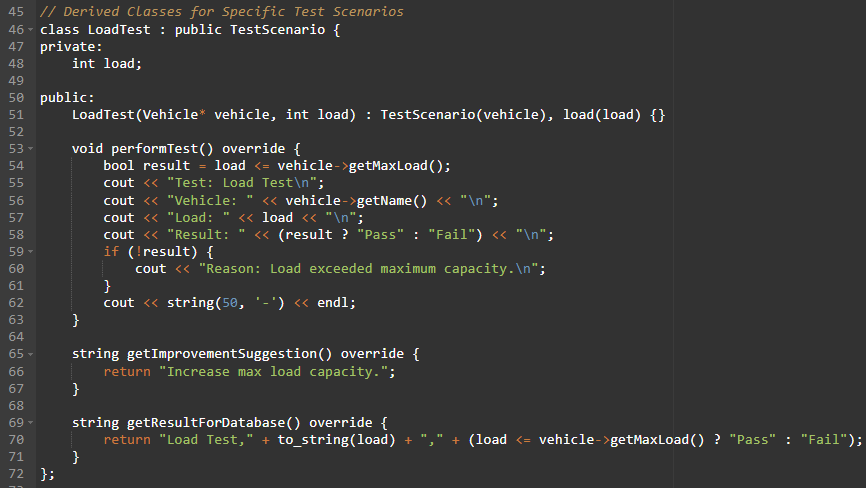 45 // Derived Classes for Specific Test Scenarios
46 class LoadTest : public TestScenario {
47 private:
48     int load;
49
50 public:
51     LoadTest(Vehicle* vehicle, int load) : TestScenario(vehicle), load(load) {}
52
53     void performTest() override {
54         bool result = load <= vehicle->getMaxLoad();
55         cout << "Test: Load Test\n";
56         cout << "Vehicle: " << vehicle->getName() << "\n";
57         cout << "Load: " << load << "\n";
58         cout << "Result: " << (result ? "Pass" : "Fail") << "\n";
59         if (!result) {
60             cout << "Reason: Load exceeded maximum capacity.\n";
61         }
62         cout << string(50, '-') << endl;
63     }
64
65     string getImprovementSuggestion() override {
66         return "Increase max load capacity.";
67     }
68
69     string getResultForDatabase() override {
70         return "Load Test," + to_string(load) + "," + (load <= vehicle->getMaxLoad() ? "Pass" : "Fail");
71     }
72 };